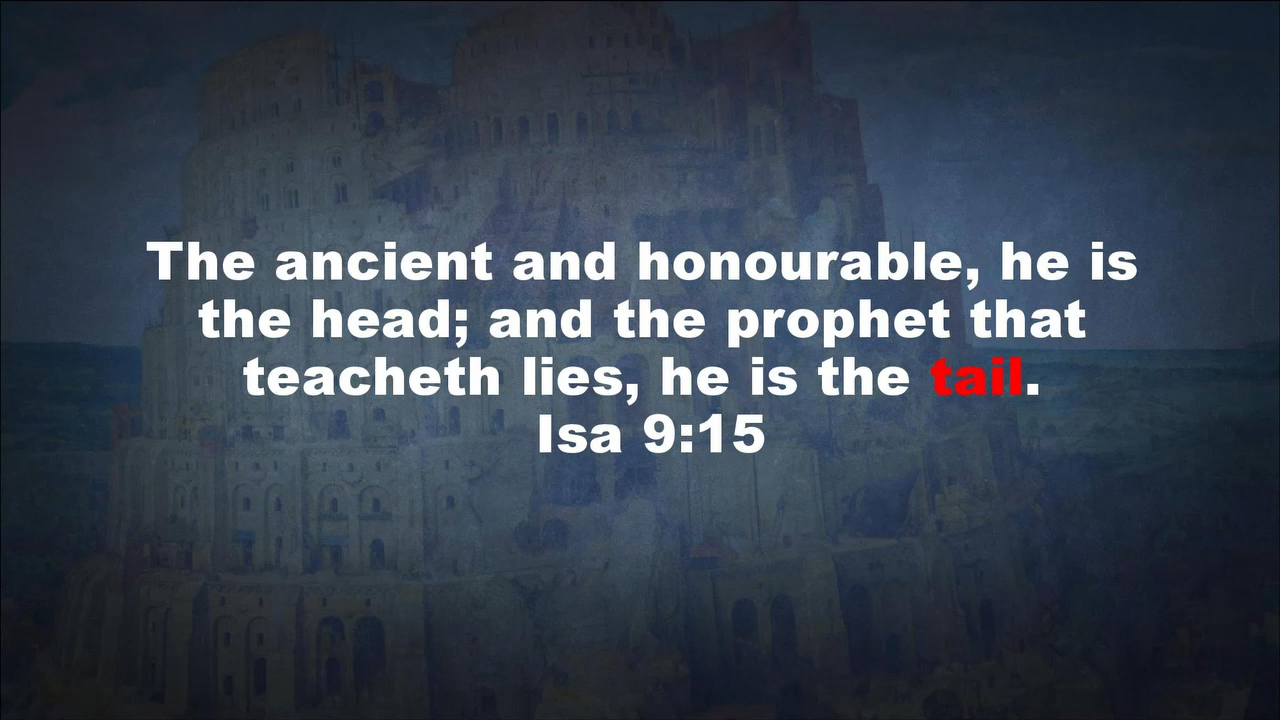 The ancient and honourable, he is
the head; and the prophet that
teacheth lies, he is the tail.
Isa 9:15